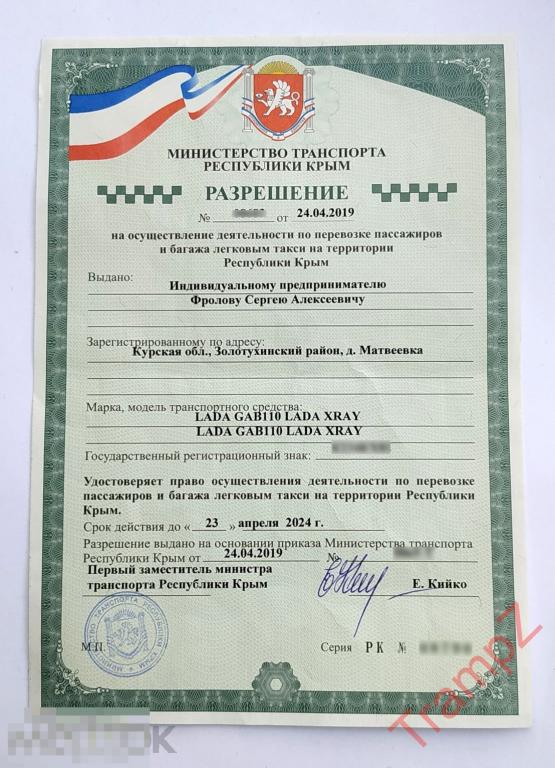 МИНИСТЕРСТВО ТРАНСПОРТА
РЕСПУБЛИКИ КРЫМ
РАЗРЕШЕНИЕ
№ от 24.04.2019
на осуществление деятельности по перевозке пассажиров
и багажа легковым такси на территории
Республики Крым
Выдано:
Индивидуальному предпринимателю
Фролову Сергею Алексеевичу
Зарегистрированному по адресу:
Курская обл., Золотухинский район, д. Матвеевка
Марка, модель транспортного средства:
LADA GAB110 LADA XRAY
LADA GAB110 LADA XRAY
Государственный регистрационный знак:
Удостоверяет право осуществления деятельности по перевозке
пассажиров и багажа легковым такси на территории Республики
Крым.
Срок действия до « 23 » апреля 2024 г.
Разрешение выдано на основании приказа Министерства транспорта
Республики Крым от 24.04.2019 №
Первый заместитель министра
транспорта Республики Крым Е. Кийко
МИНИСТЕРСТВО ТРАНСПОРТА РЕСПУБЛИКИ КРЫМ
М.П.
Серия РК №
TrampZ